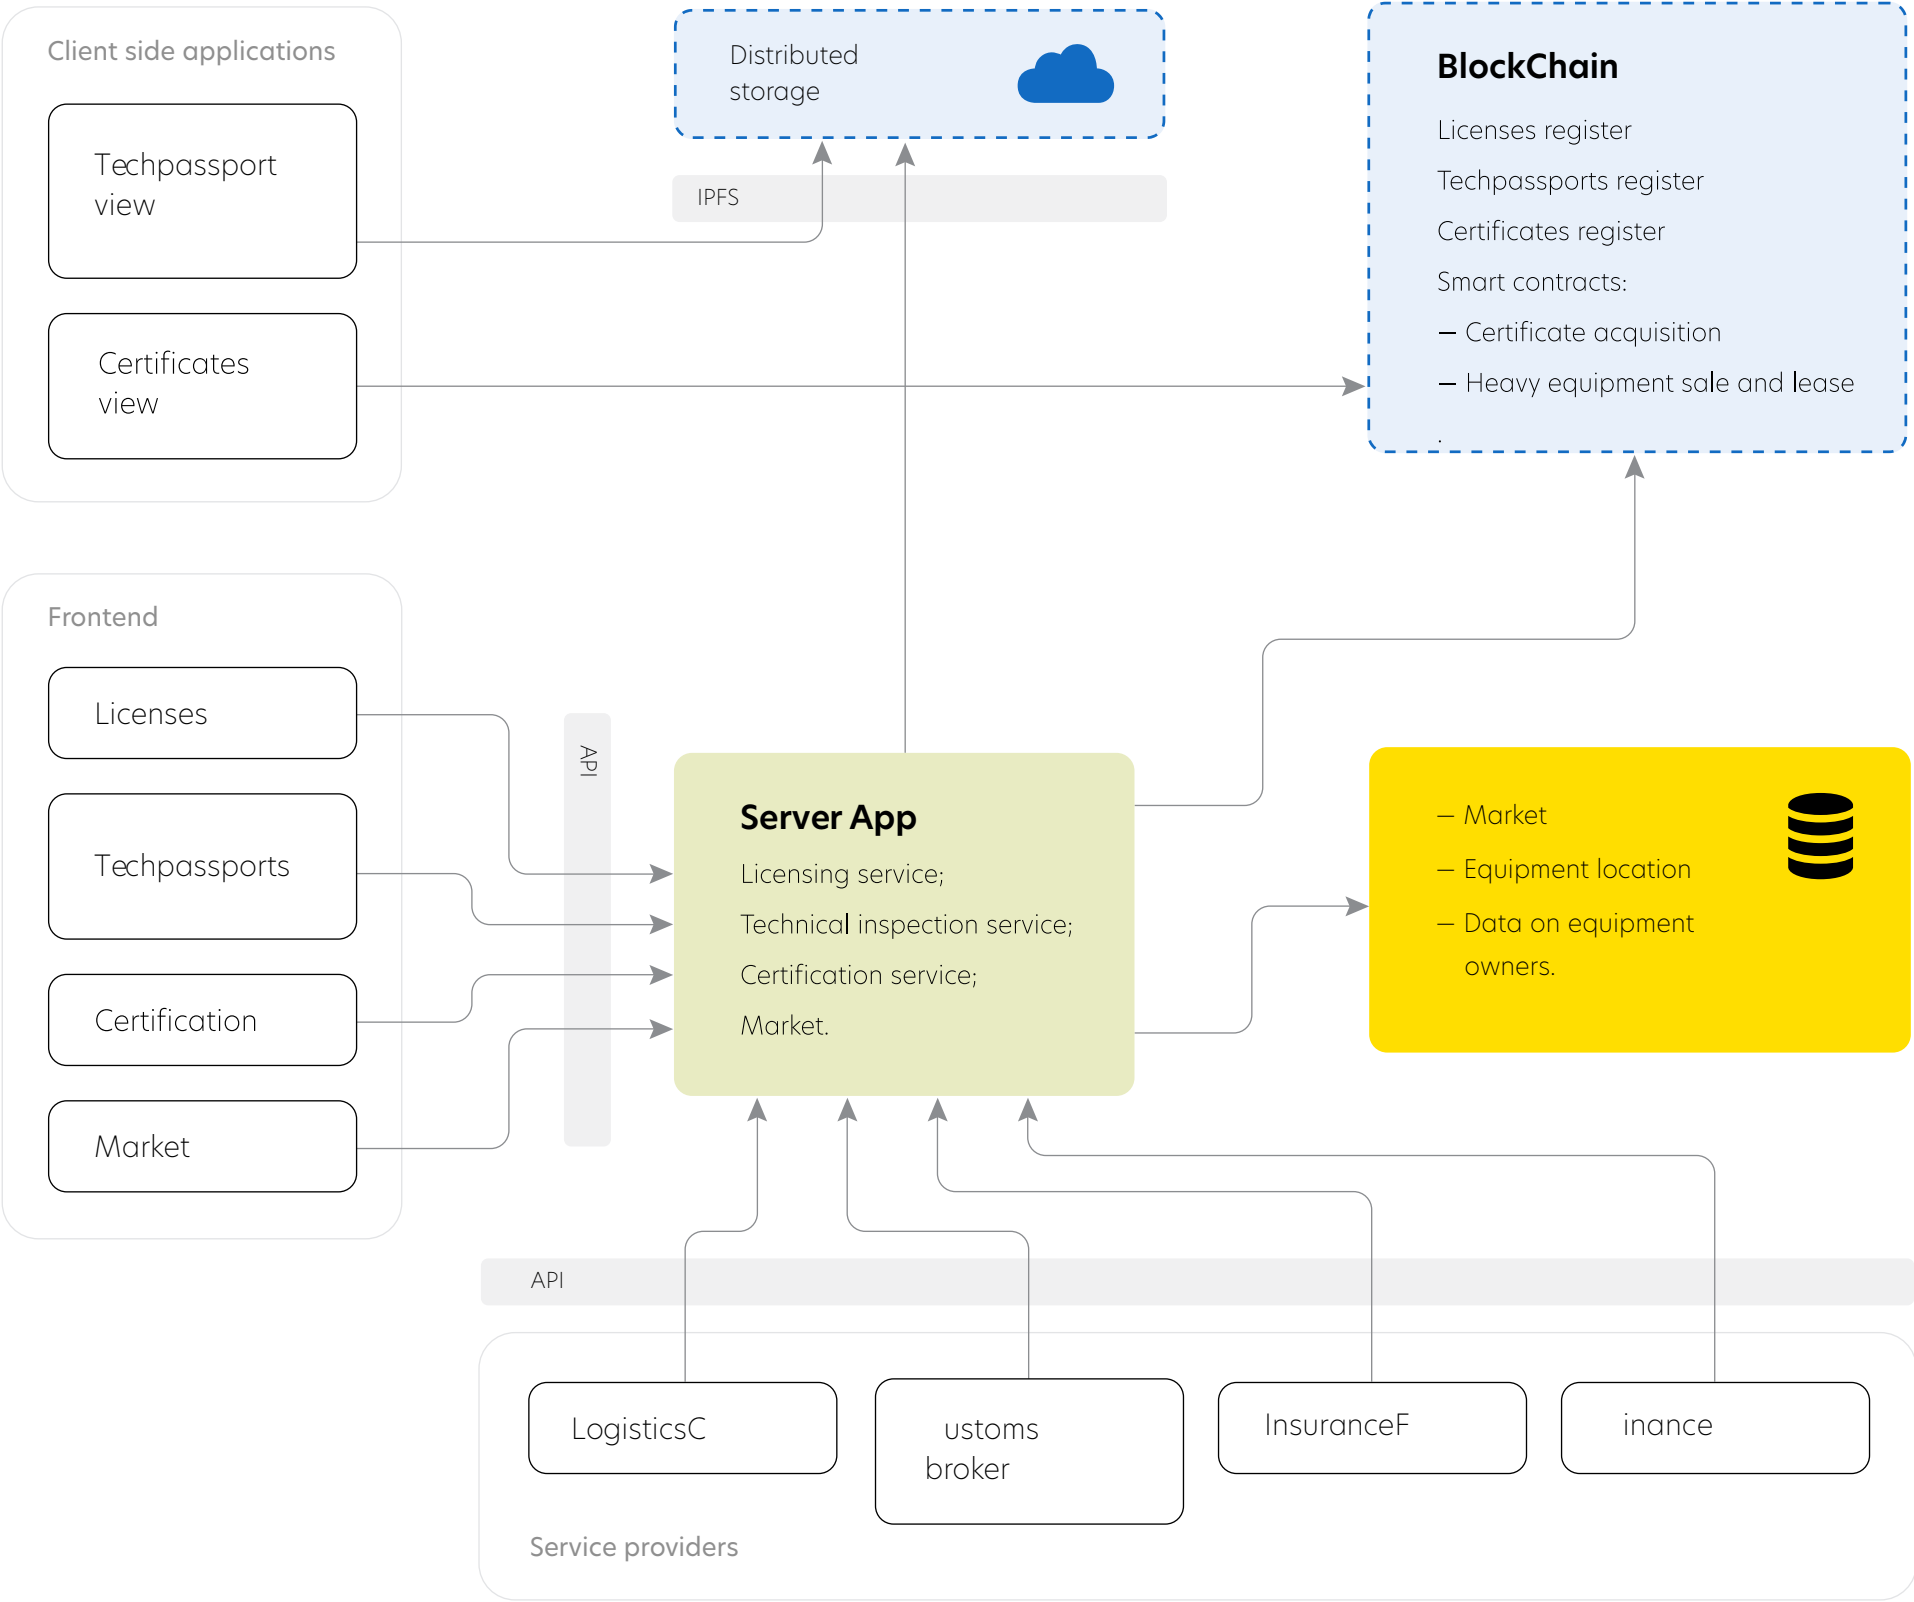 Client side applications
Techpassport
view
Certificates
view
Distributed
storage
IPFS
BlockChain
Licenses register
Techpassports register
Certificates register
Smart contracts:
— Certificate acquisition
— Heavy equipment sale and lease
.
Frontend
Licenses
Techpassports
Certification
Market
API
Server App
Licensing service;
Technical inspection service;
Certification service;
Market.
— Market
— Equipment location
— Data on equipment
owners.
API
LogisticsC
ustoms
broker
InsuranceF
inance
Service providers